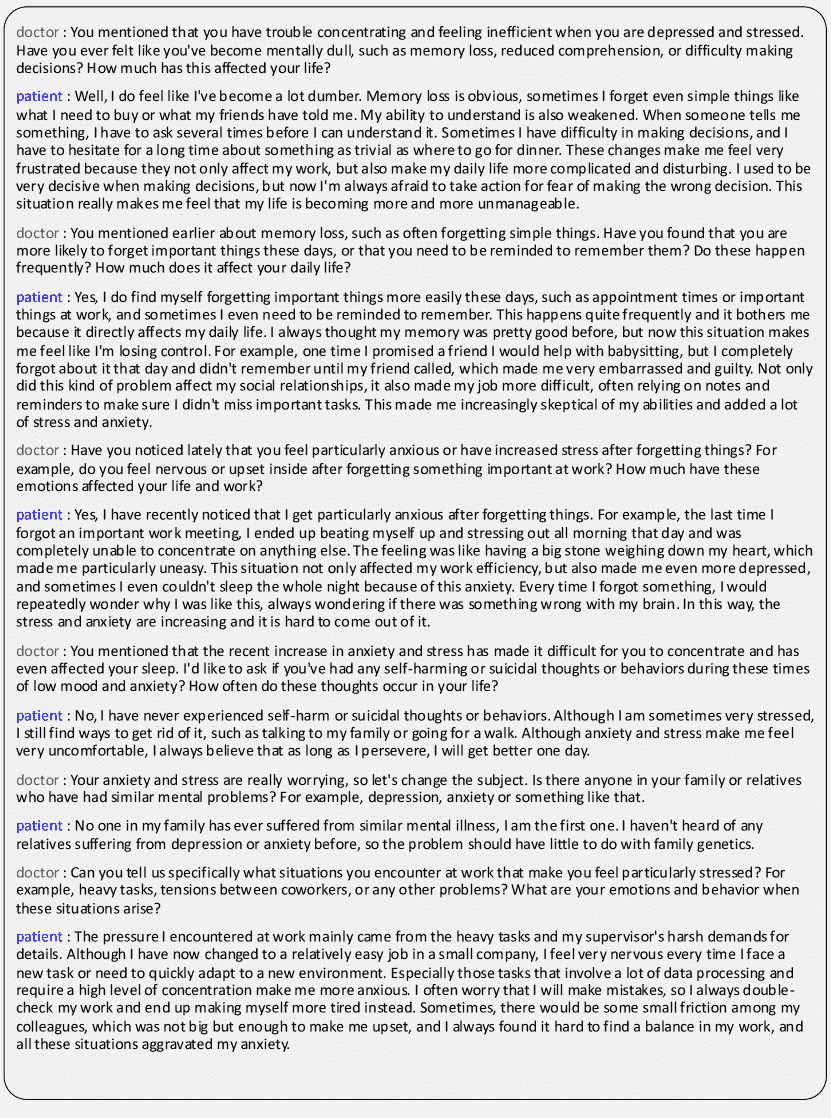 doctor : You mentioned that you have trouble concentrating and feeling inefficient when you are depressed and stressed.
Have you ever felt like you've become mentally dull, such as memory loss, reduced comprehension, or difficulty making
decisions? How much has this affected your life?
patient : Well, I do feel like I've become a lot dumber. Memory loss is obvious, sometimes I forget even simple things like
what I need to buy or what my friends have told me. My ability to understand is also weakened. When someone tells me
something, I have to ask several times before I can understand it. Sometimes I have difficulty in making decisions, and I
have to hesitate for a long time about something as trivial as where to go for dinner. These changes make me feel very
frustrated because they not only affect my work, but also make my daily life more complicated and disturbing. I used to be
very decisive when making decisions, but now I'm always afraid to take action for fear of making the wrong decision. This
situation really makes me feel that my life is becoming more and more unmanageable.
doctor : You mentioned earlier about memory loss, such as often forgetting simple things. Have you found that you are
more likely to forget important things these days, or that you need to be reminded to remember them? Do these happen
frequently? How much does it affect your daily life?
patient : Yes, I do find myself forgetting important things more easily these days, such as appointment times or important
things at work, and sometimes I even need to be reminded to remember. This happens quite frequently and it bothers me
because it directly affects my daily life. I always thought my memory was pretty good before, but now this situation makes
me feel like I'm losing control. For example, one time I promised a friend I would help with babysitting, but I completely
forgot about it that day and didn't remember until my friend called, which made me very embarrassed and guilty. Not only
did this kind of problem affect my social relationships, it also made my job more difficult, often relying on notes and
reminders to make sure I didn't miss important tasks. This made me increasingly skeptical of my abilities and added a lot
of stress and anxiety.
doctor : Have you noticed lately that you feel particularly anxious or have increased stress after forgetting things? For
example, do you feel nervous or upset inside after forgetting something important at work? How much have these
emotions affected your life and work?
patient : Yes, I have recently noticed that I get particularly anxious after forgetting things. For example, the last time I
forgot an important work meeting, I ended up beating myself up and stressing out all morning that day and was
completely unable to concentrate on anything else. The feeling was like having a big stone weighing down my heart, which
made me particularly uneasy. This situation not only affected my work efficiency, but also made me even more depressed,
and sometimes I even couldn't sleep the whole night because of this anxiety. Every time I forgot something, I would
repeatedly wonder why I was like this, always wondering if there was something wrong with my brain. In this way, the
stress and anxiety are increasing and it is hard to come out of it.
doctor : You mentioned that the recent increase in anxiety and stress has made it difficult for you to concentrate and has
even affected your sleep. I'd like to ask if you've had any self-harming or suicidal thoughts or behaviors during these times
of low mood and anxiety? How often do these thoughts occur in your life?
patient : No, I have never experienced self-harm or suicidal thoughts or behaviors. Although I am sometimes very stressed,
I still find ways to get rid of it, such as talking to my family or going for a walk. Although anxiety and stress make me feel
very uncomfortable, I always believe that as long as I persevere, I will get better one day.
doctor : Your anxiety and stress are really worrying, so let's change the subject. Is there anyone in your family or relatives
who have had similar mental problems? For example, depression, anxiety or something like that.
patient : No one in my family has ever suffered from similar mental illness, I am the first one. I haven't heard of any
relatives suffering from depression or anxiety before, so the problem should have little to do with family genetics.
doctor : Can you tell us specifically what situations you encounter at work that make you feel particularly stressed? For
example, heavy tasks, tensions between coworkers, or any other problems? What are your emotions and behavior when
these situations arise?
patient : The pressure I encountered at work mainly came from the heavy tasks and my supervisor's harsh demands for
details. Although I have now changed to a relatively easy job in a small company, I feel very nervous every time I face a
new task or need to quickly adapt to a new environment. Especially those tasks that involve a lot of data processing and
require a high level of concentration make me more anxious. I often worry that I will make mistakes, so I always double-
check my work and end up making myself more tired instead. Sometimes, there would be some small friction among my
colleagues, which was not big but enough to make me upset, and I always found it hard to find a balance in my work, and
all these situations aggravated my anxiety.